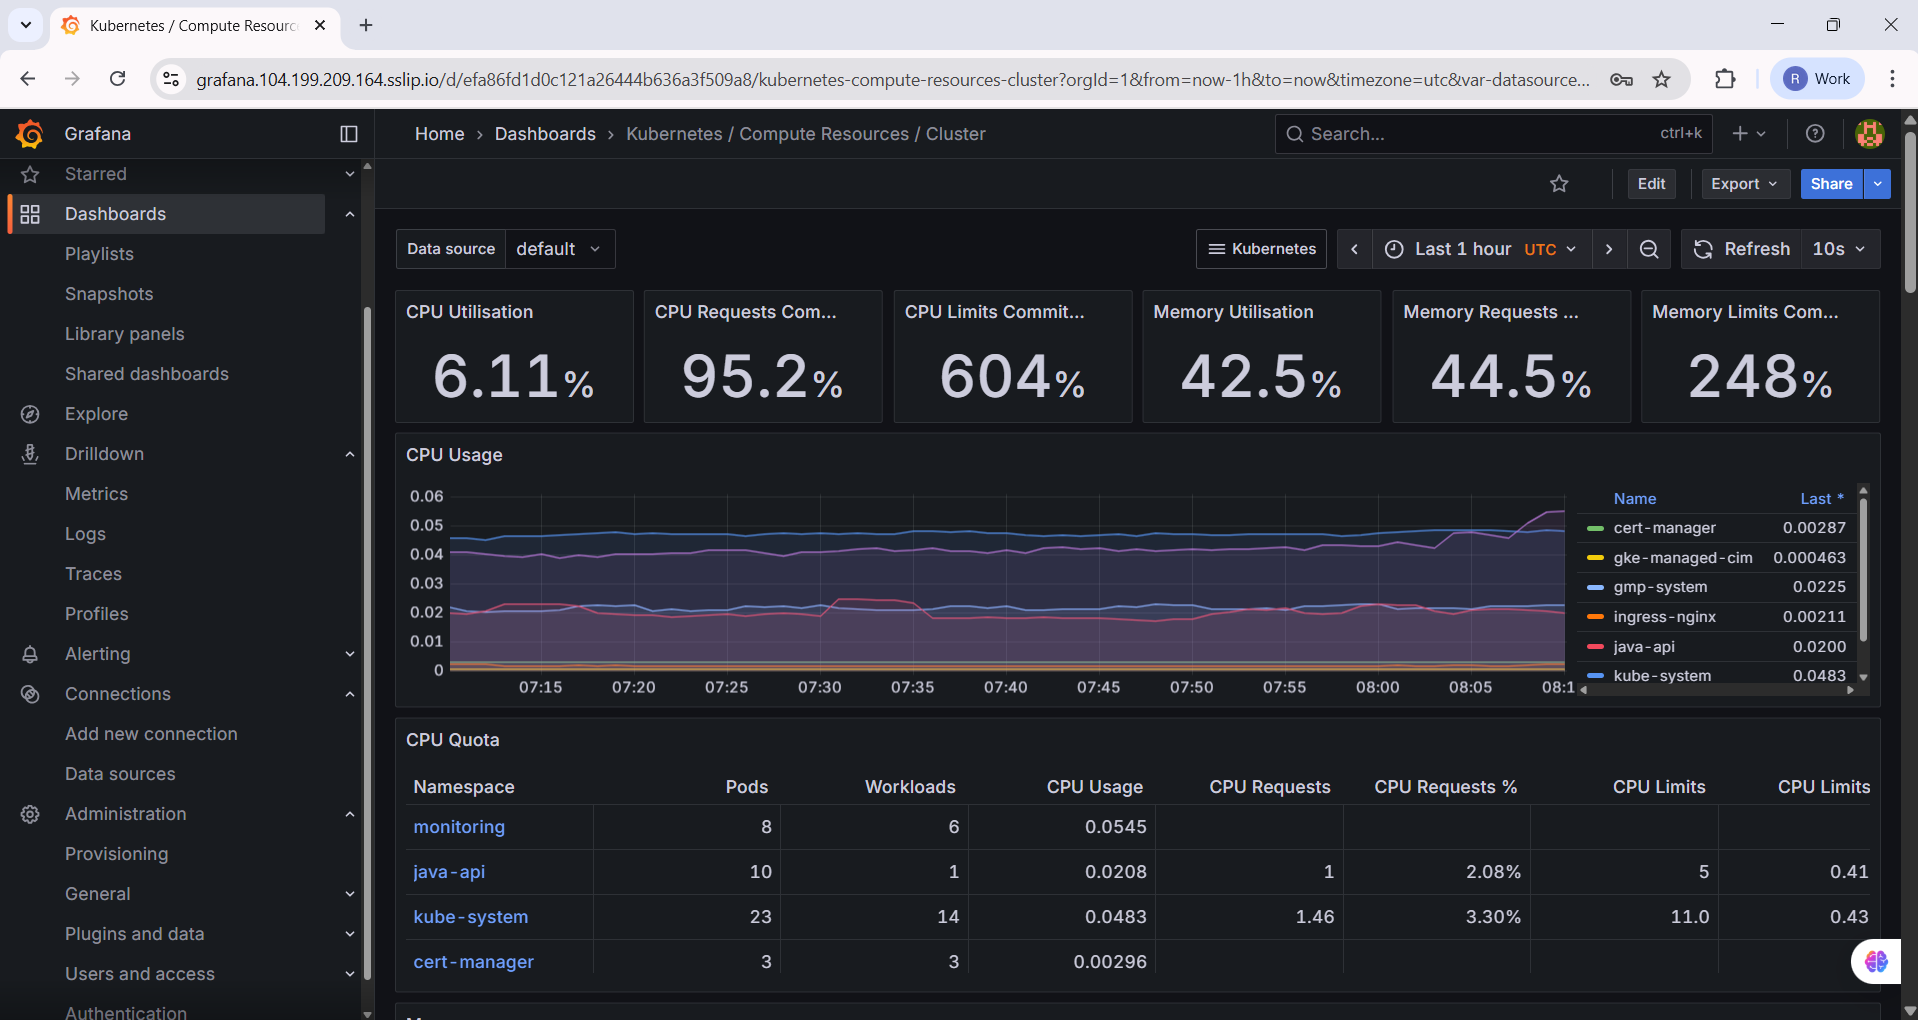 Kubernetes / Compute Resourc
grafana.104.199.209.164.sslip.io/d/efa86fd1d0c121a26444b636a3f509a8/kubernetes-compute-resources-cluster?orgId=1&from=now-1h&to=now&timezone=utc&var-datasource...
R Work
Grafana
Home › Dashboards › Kubernetes / Compute Resources / Cluster
Search... ctrl+k
Starred
Dashboards
Playlists
Snapshots
Library panels
Shared dashboards
Explore
Drilldown
Metrics
Logs
Traces
Profiles
Alerting
Connections
Add new connection
Data sources
Administration
Provisioning
General
Plugins and data
Users and access
Authentication
Edit Export Share
Data source default
Kubernetes Last 1 hour UTC Refresh 10s
CPU Utilisation
6.11%
CPU Requests Com...
95.2%
CPU Limits Commit...
604%
Memory Utilisation
42.5%
Memory Requests ...
44.5%
Memory Limits Com...
248%
CPU Usage
0.06
0.05
0.04
0.03
0.02
0.01
0
07:15 07:20 07:25 07:30 07:35 07:40 07:45 07:50 07:55 08:00 08:05 08:1
Name Last *
cert-manager 0.00287
gke-managed-cim 0.000463
gmp-system 0.0225
ingress-nginx 0.00211
java-api 0.0200
kube-system 0.0483
CPU Quota
Namespace Pods Workloads CPU Usage CPU Requests CPU Requests % CPU Limits CPU Limits
monitoring 8 6 0.0545
java-api 10 1 0.0208 1 2.08% 5 0.41
kube-system 23 14 0.0483 1.46 3.30% 11.0 0.43
cert-manager 3 3 0.00296